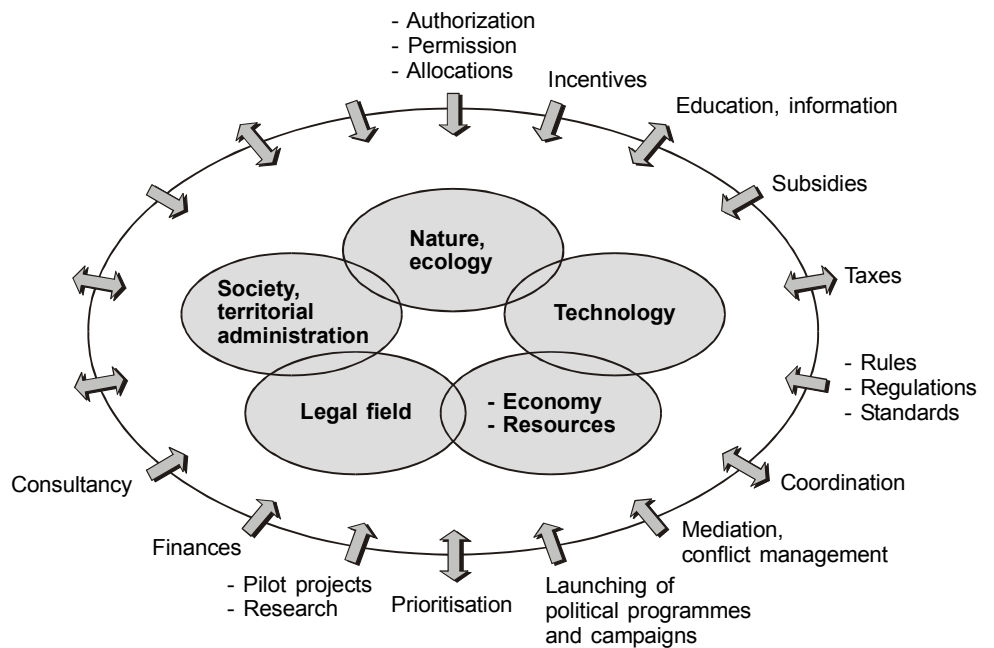 - Authorization
- Permission
- Allocations
Incentives
Education, information
Subsidies
Taxes
- Rules
- Regulations
- Standards
Coordination
Mediation,
conflict management
Launching of
political programmes
and campaigns
Prioritisation
- Pilot projects
- Research
Finances
Consultancy
Nature,
ecology
Society,
territorial
administration
Technology
Legal field
- Economy
- Resources